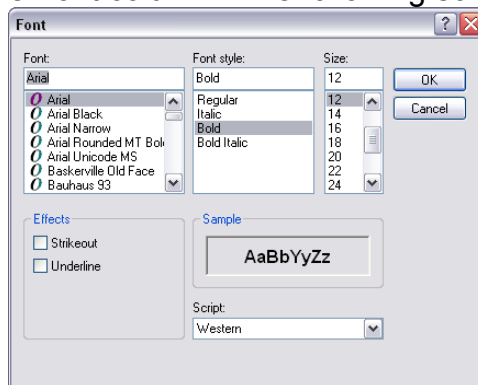 Font
Font:
Font style:
Size:
Arial
Bold
12
OK
Cancel
Arial
Arial Black
Arial Narrow
Arial Rounded MT Bol
Arial Unicode MS
Baskerville Old Face
Bauhaus 93
Regular
Italic
Bold
Bold Italic
12
14
16
18
20
22
24
Effects
Strikeout
Underline
Sample
AaBbYyZz
Script:
Western